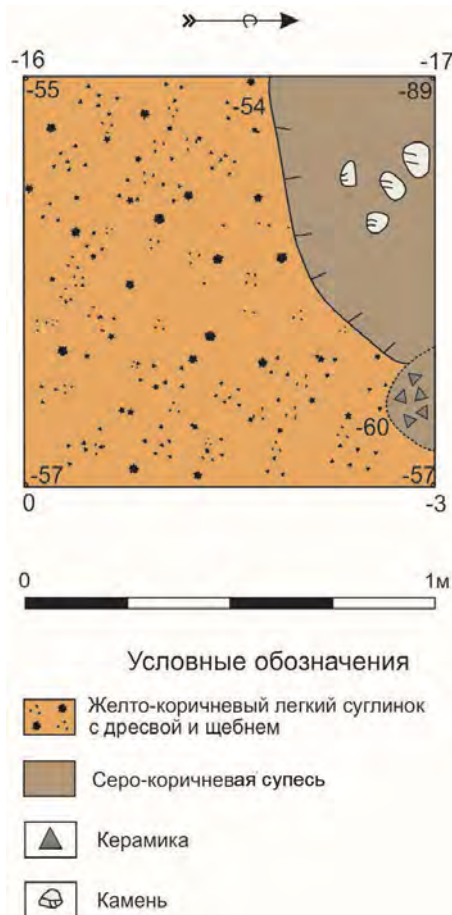 С
-16 -17
-55 -89
-54
-60
-57 -57
0 -3
0 1м
Условные обозначения
Желто-коричневый легкий суглинок
с дресвой и щебнем
Серо-коричневая супесь
Керамика
Камень